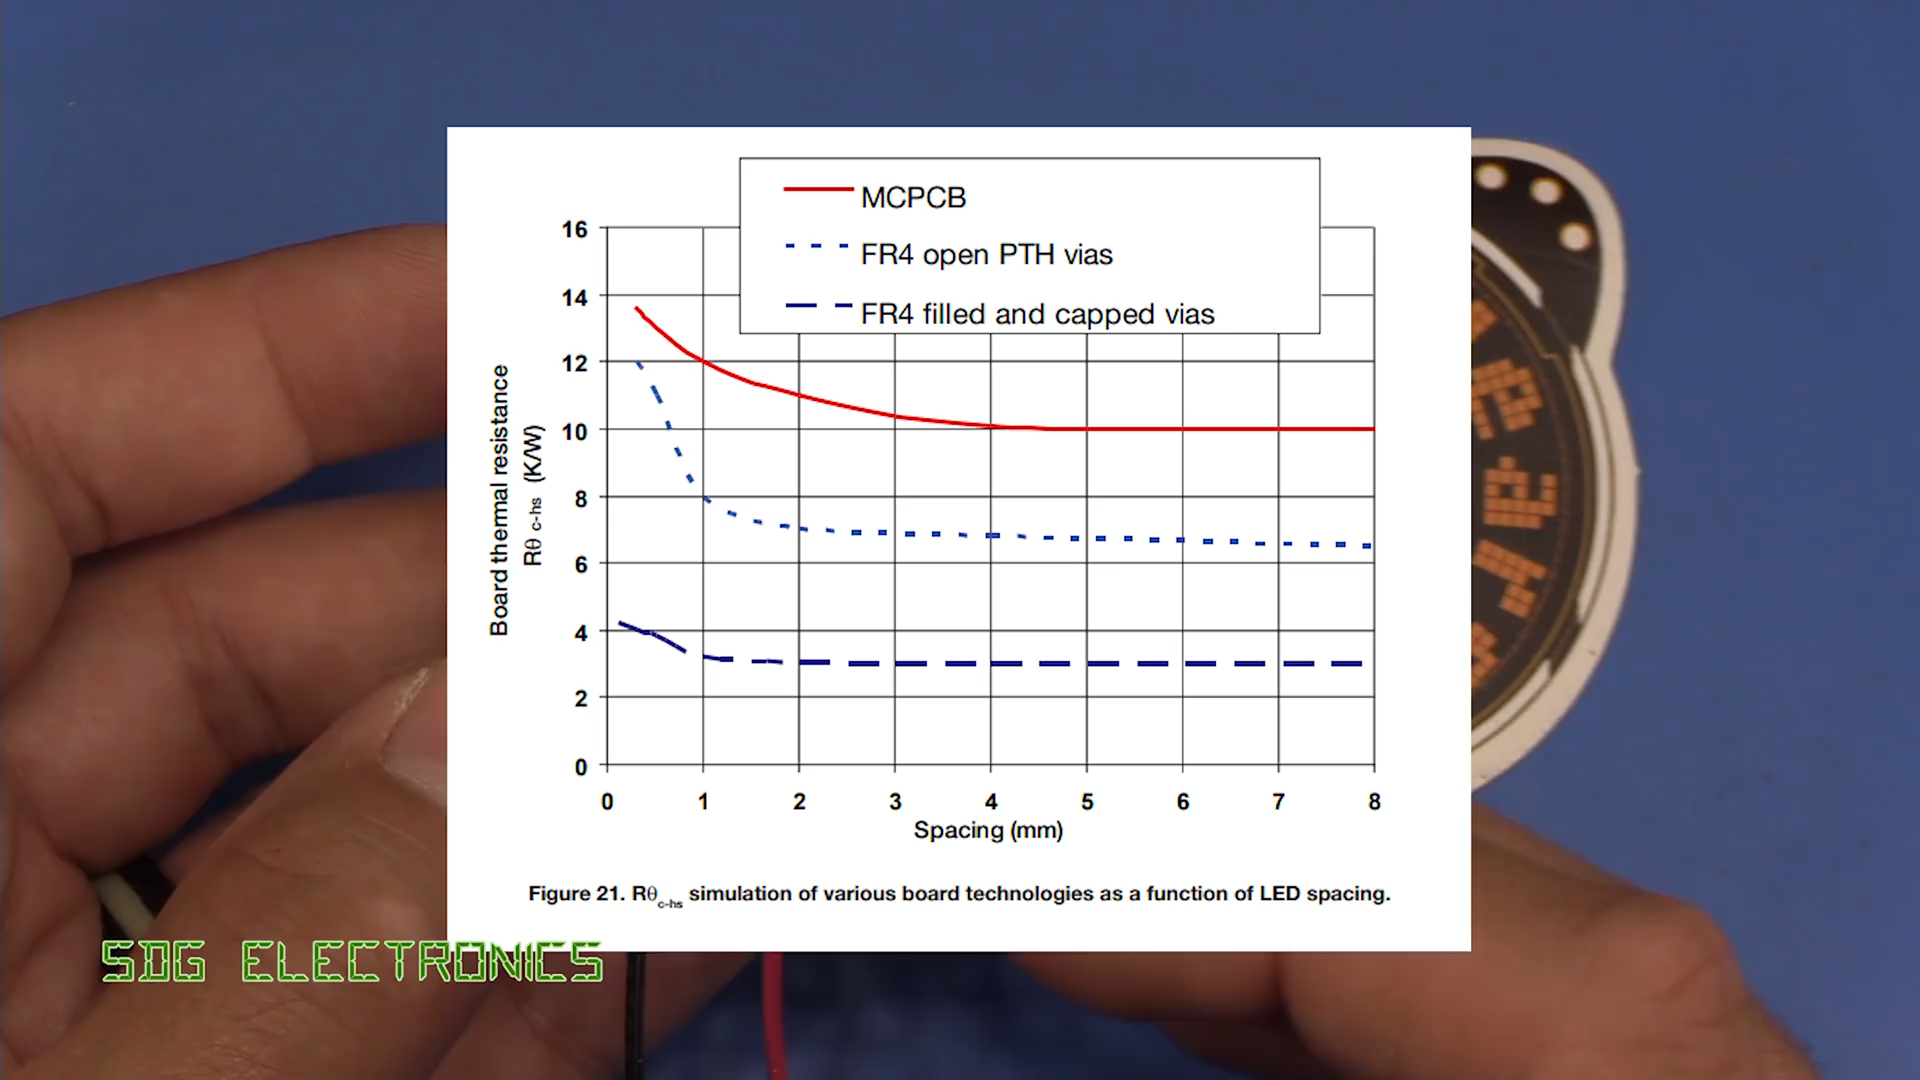 MCPCB
FR4 open PTH vias
FR4 filled and capped vias
16
14
12
10
8
6
4
2
0
Board thermal resistance
Rθ c-hs (K/W)
0 1 2 3 4 5 6 7 8
Spacing (mm)
Figure 21. Rθc-hs simulation of various board technologies as a function of LED spacing.
SDG ELECTRONICS